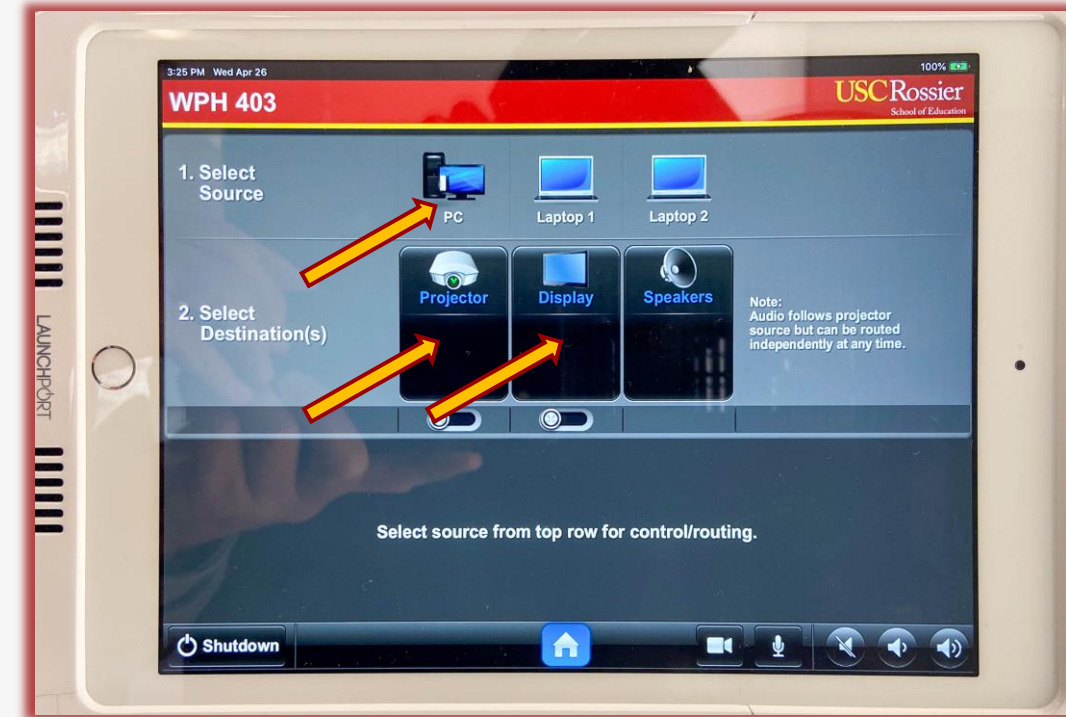 3:25 PM Wed Apr 26
100%
WPH 403
USC Rossier
School of Education
1. Select
Source
PC
Laptop 1
Laptop 2
2. Select
Destination(s)
Projector
Display
Speakers
Note:
Audio follows projector
source but can be routed
independently at any time.
Select source from top row for control/routing.
Shutdown
LAUNCHPORT